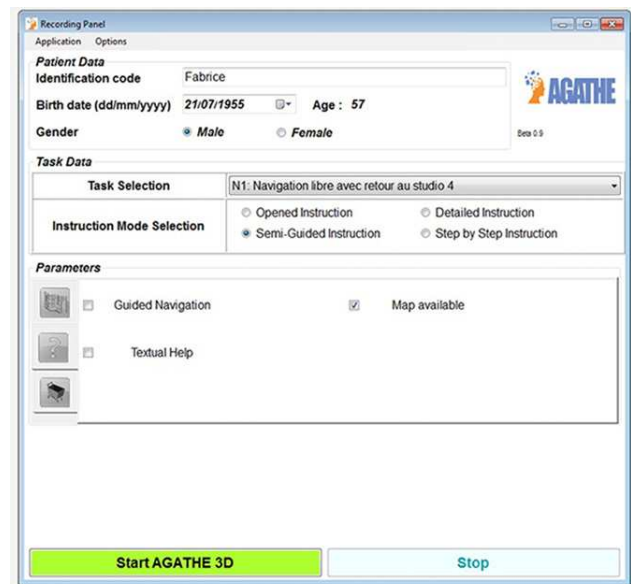 Recording Panel
Application Options
Patient Data
Identification code Fabrice
Birth date (dd/mm/yyyy) 21/07/1955 Age : 57
Gender Male Female
AGATHE
Beta 0.9
Task Data
Task Selection N1: Navigation libre avec retour au studio 4
Instruction Mode Selection
Opened Instruction Detailed Instruction
Semi-Guided Instruction Step by Step Instruction
Parameters
Guided Navigation Map available
? Textual Help
Start AGATHE 3D Stop